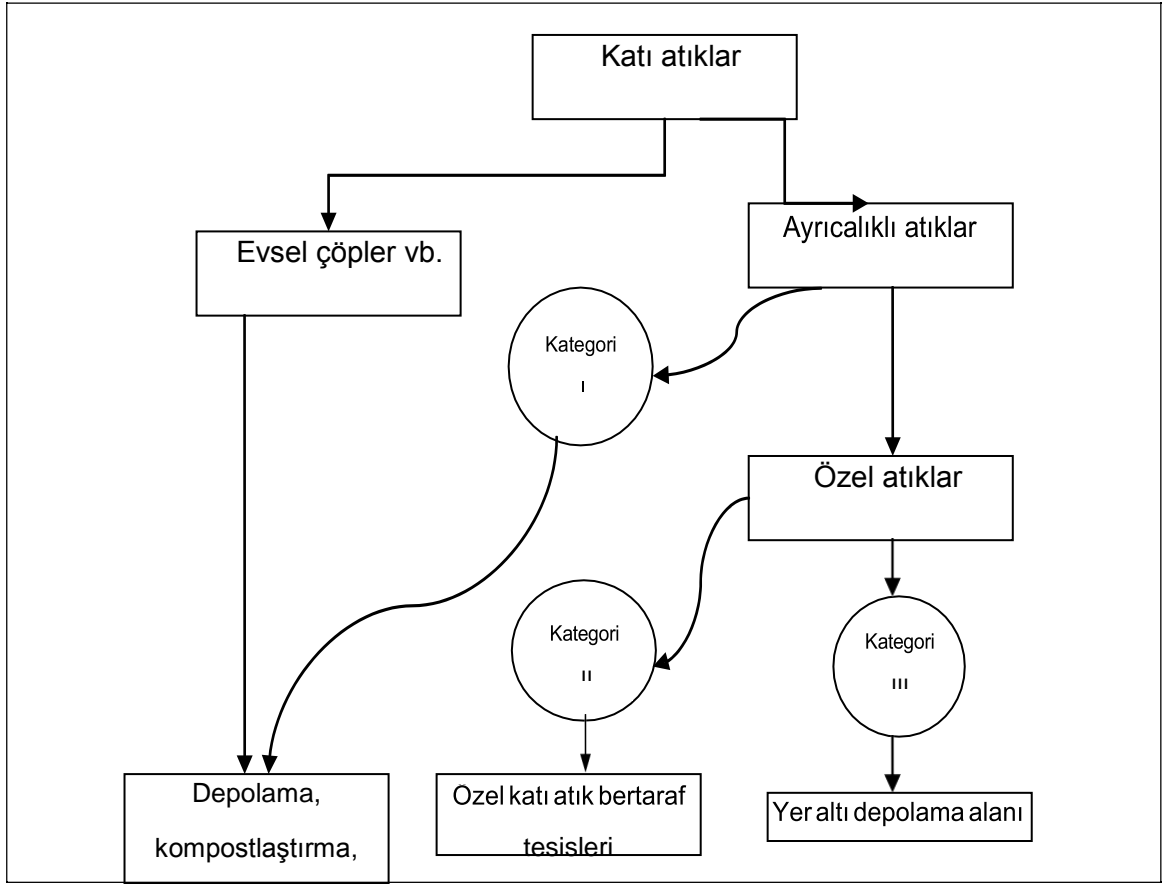 Katı atıklar
Evsel çöpler vb.
Ayrıcalıklı atıklar
Kategori
I
Özel atıklar
Kategori
II
Kategori
III
Depolama,
kompostlaştırma,
Özel katı atık bertaraf
tesisleri
Yer altı depolama alanı